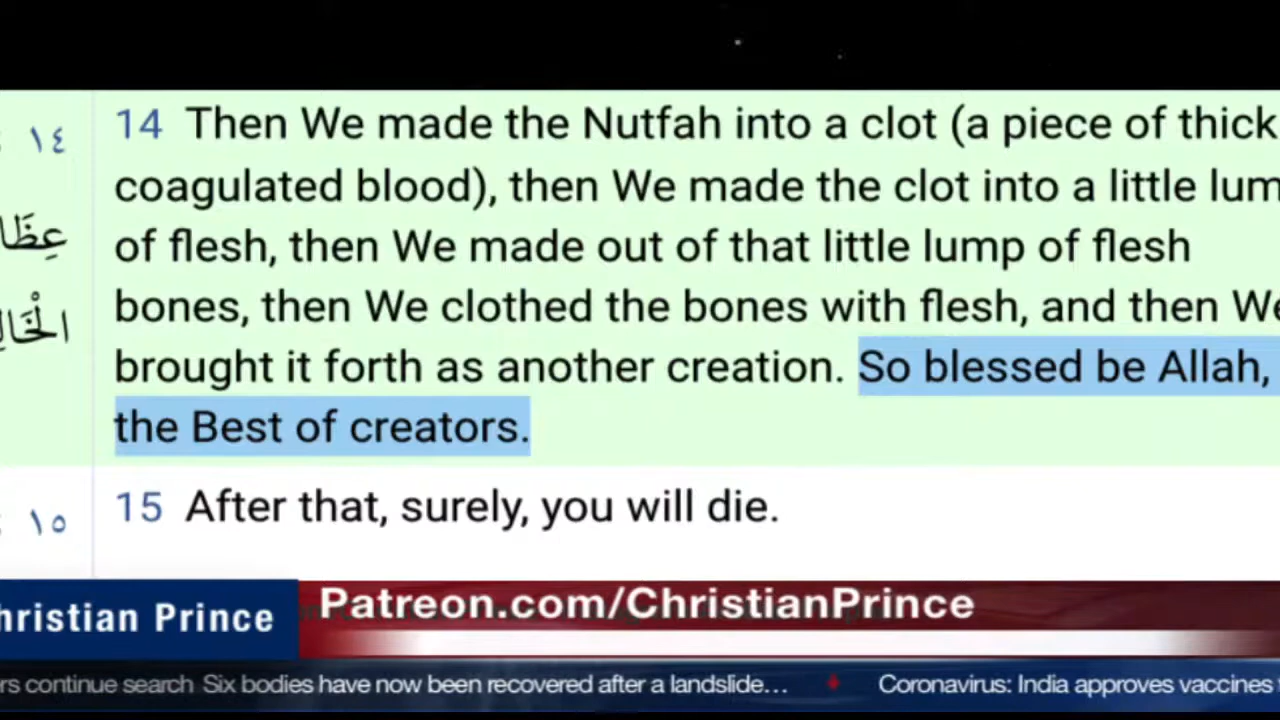 14 Then We made the Nutfah into a clot (a piece of thick
١٤
coagulated blood), then We made the clot into a little lum
of flesh, then We made out of that little lump of flesh
عِظَا
bones, then We clothed the bones with flesh, and then We
الْخَالِ
brought it forth as another creation. So blessed be Allah,
the Best of creators.
15 After that, surely, you will die.
١٥
hristian Prince
Patreon.com/ChristianPrince
rs continue search Six bodies have now been recovered after a landslide… Coronavirus: India approves vaccines